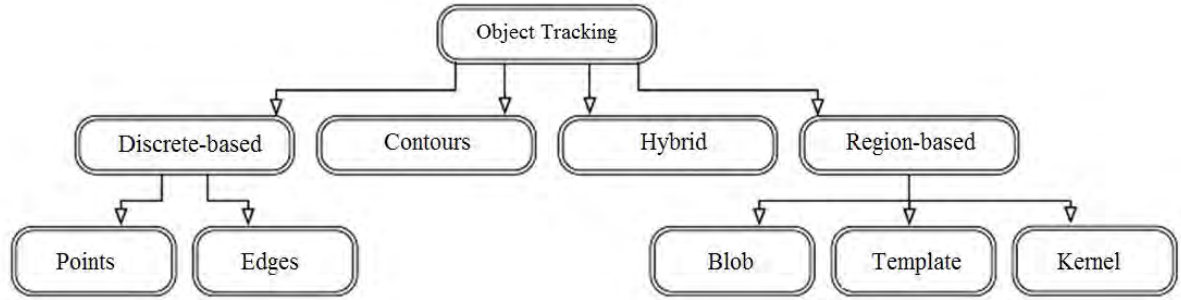 Object Tracking
Discrete-based
Contours
Hybrid
Region-based
Points
Edges
Blob
Template
Kernel